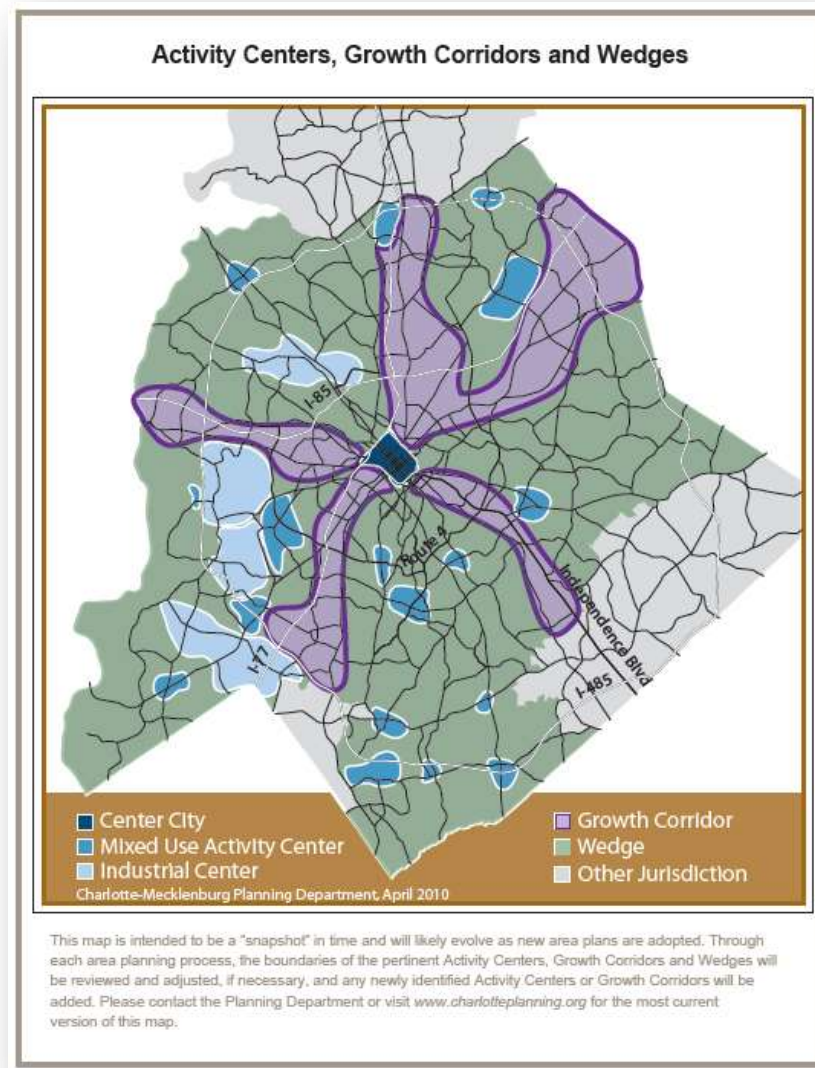 Activity Centers, Growth Corridors and Wedges
I-85
Route 4
Independence Blvd
I-77
I-485
Center City
Mixed Use Activity Center
Industrial Center
Charlotte-Mecklenburg Planning Department, April 2010
Growth Corridor
Wedge
Other Jurisdiction
This map is intended to be a "snapshot" in time and will likely evolve as new area plans are adopted. Through
each area planning process, the boundaries of the pertinent Activity Centers, Growth Corridors and Wedges will
be reviewed and adjusted, if necessary, and any newly identified Activity Centers or Growth Corridors will be
added. Please contact the Planning Department or visit www.charlotteplanning.org for the most current
version of this map.